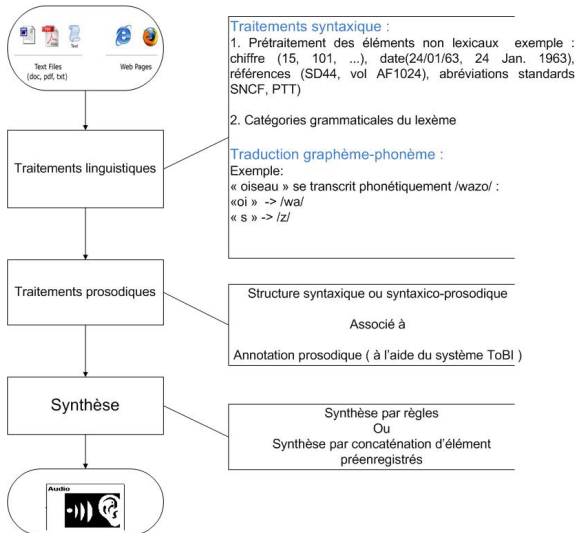 Text
Text Files
(doc, pdf, txt)
Web Pages
Traitements linguistiques
Traitements syntaxique :
1. Prétraitement des éléments non lexicaux exemple :
chiffre (15, 101, ...), date(24/01/63, 24 Jan. 1963),
références (SD44, vol AF1024), abréviations standards
SNCF, PTT)
2. Catégories grammaticales du lexème
Traduction graphème-phonème :
Exemple:
« oiseau » se transcrit phonétiquement /wazo/ :
«oi » -> /wa/
« s » -> /z/
Traitements prosodiques
Structure syntaxique ou syntaxico-prosodique
Associé à
Annotation prosodique ( à l'aide du système ToBI )
Synthèse
Synthèse par règles
Ou
Synthèse par concaténation d'élément
préenregistrés
Audio